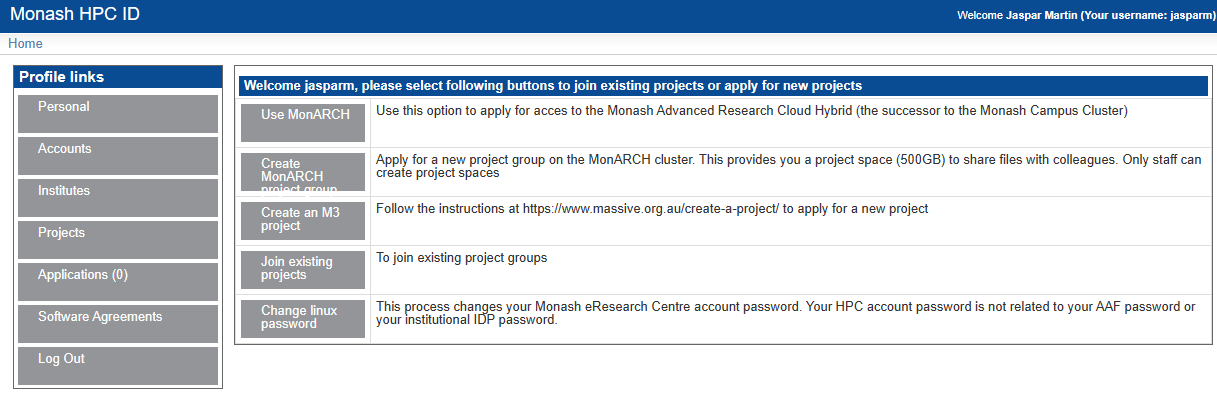 Monash HPC ID
Welcome Jaspar Martin (Your username: jasparm)
Home
Profile links
Personal
Accounts
Institutes
Projects
Applications (0)
Software Agreements
Log Out
Welcome jasparm, please select following buttons to join existing projects or apply for new projects
Use MonARCH
Use this option to apply for acces to the Monash Advanced Research Cloud Hybrid (the successor to the Monash Campus Cluster)
Create
MonARCH
project group
Apply for a new project group on the MonARCH cluster. This provides you a project space (500GB) to share files with colleagues. Only staff can
create project spaces
Create an M3
project
Follow the instructions at https://www.massive.org.au/create-a-project/ to apply for a new project
Join existing
projects
To join existing project groups
Change linux
password
This process changes your Monash eResearch Centre account password. Your HPC account password is not related to your AAF password or
your institutional IDP password.